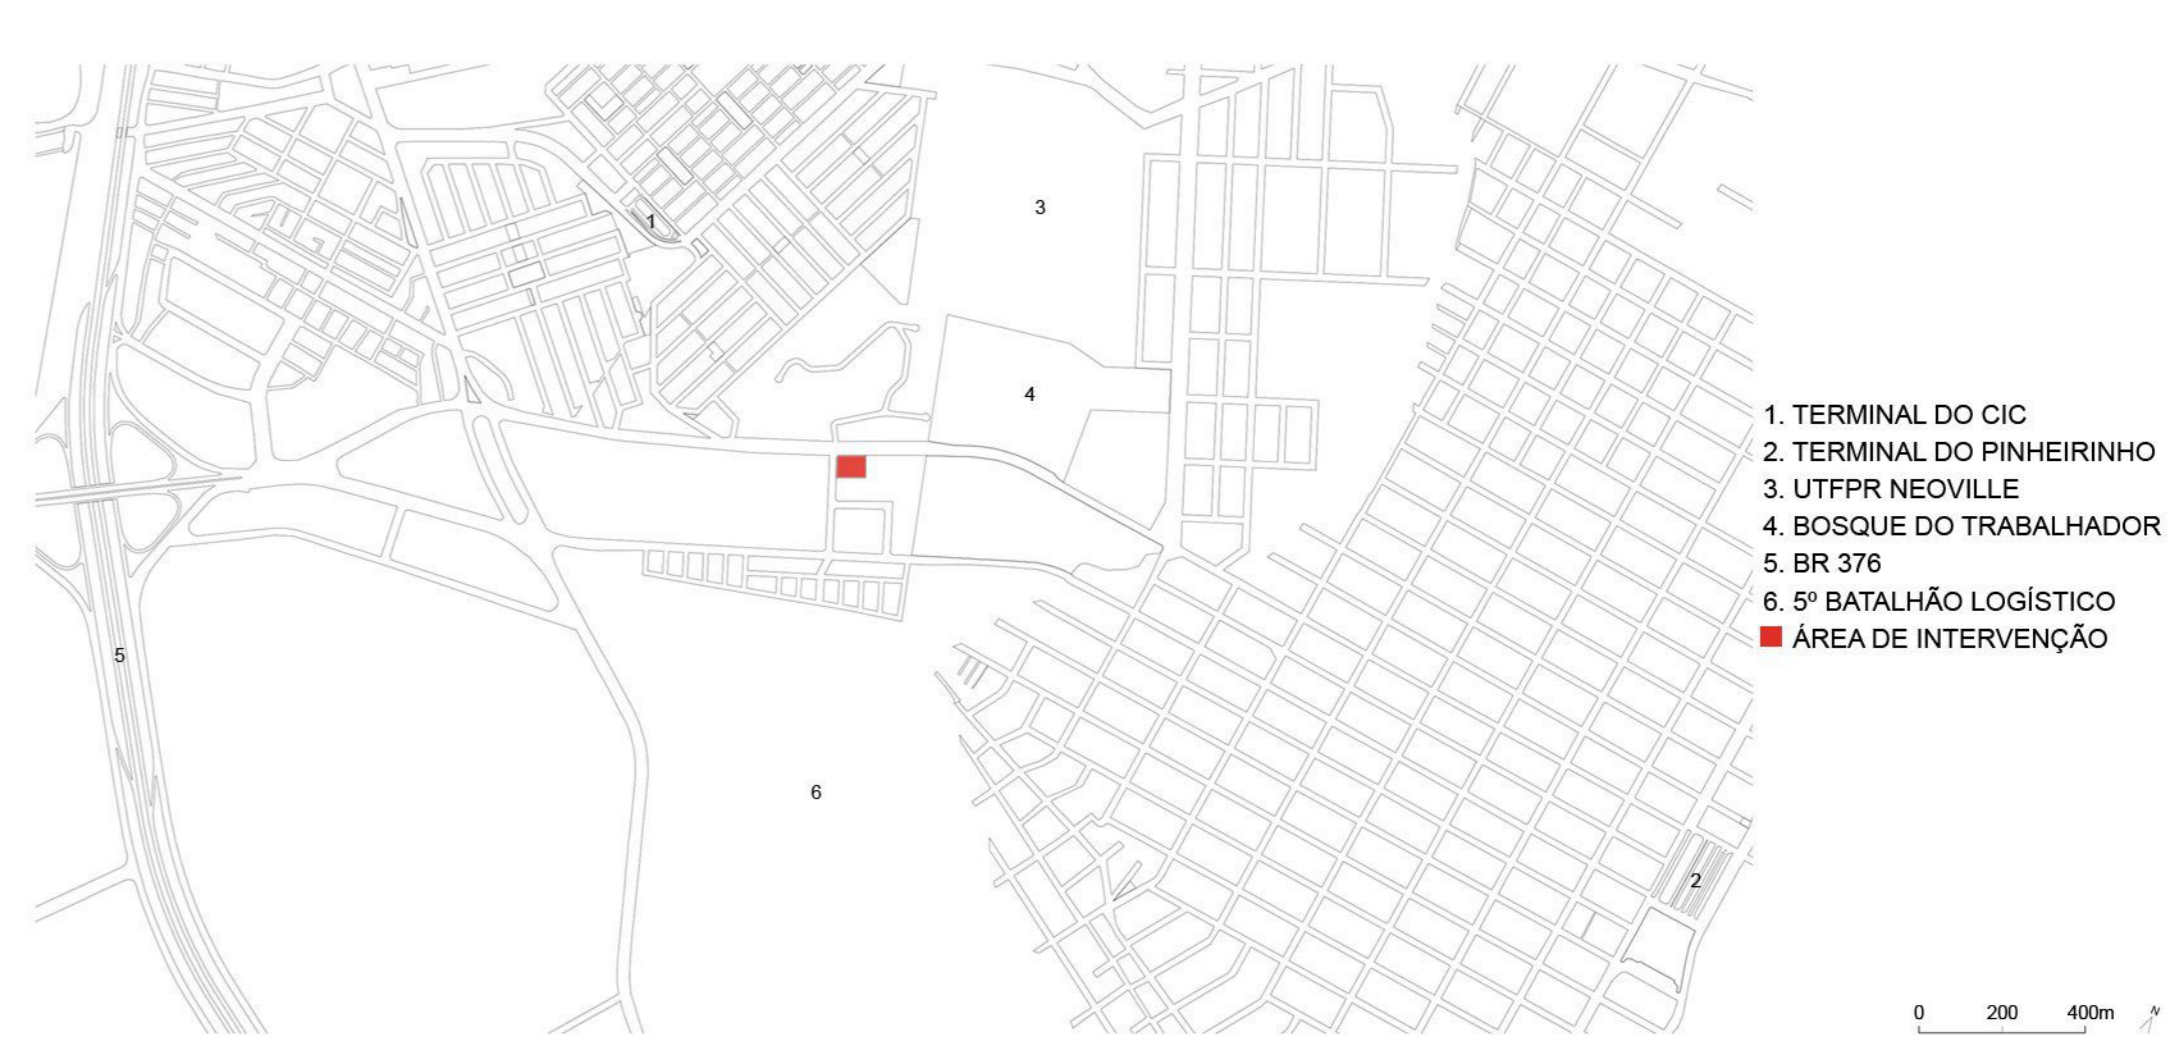 1
3
4
5
6
2
1. TERMINAL DO CIC
2. TERMINAL DO PINHEIRINHO
3. UTFPR NEOVILLE
4. BOSQUE DO TRABALHADOR
5. BR 376
6. 5º BATALHÃO LOGÍSTICO
ÁREA DE INTERVENÇÃO
0 200 400m N